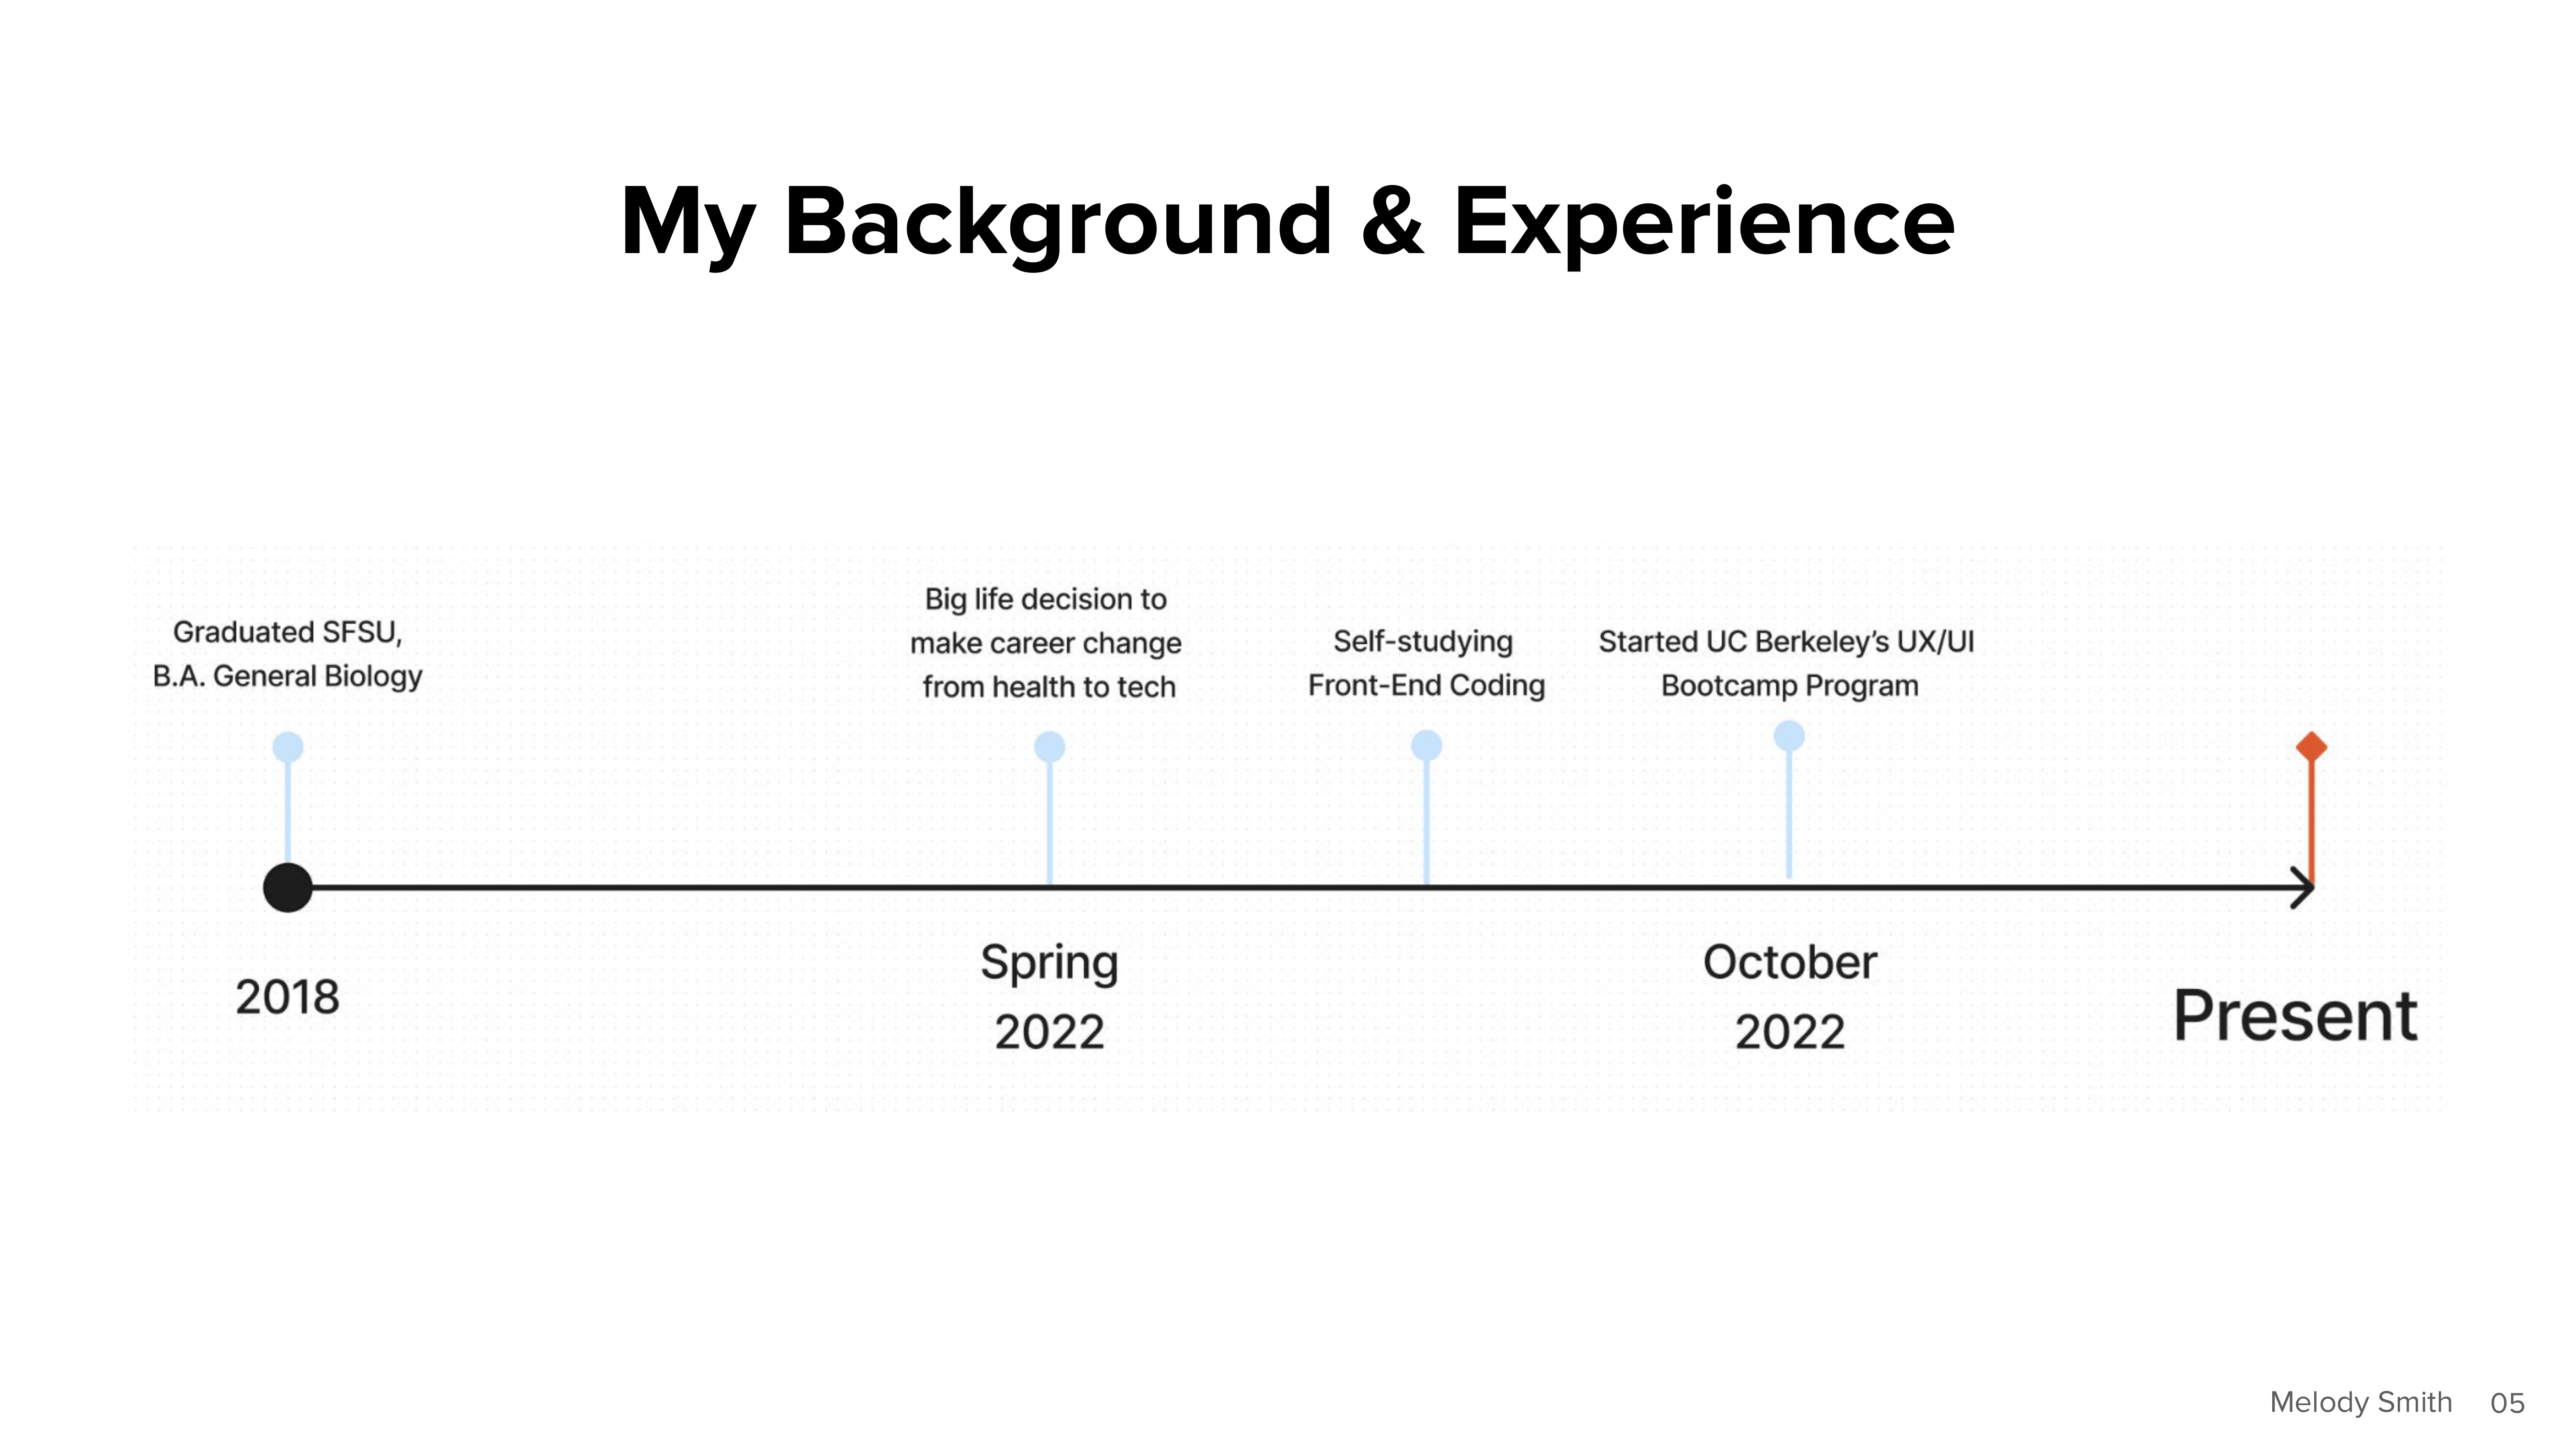 My Background & Experience
Graduated SFSU,
B.A. General Biology
Big life decision to
make career change
from health to tech
Self-studying
Front-End Coding
Started UC Berkeley’s UX/UI
Bootcamp Program
2018
Spring
2022
October
2022
Present
Melody Smith 05